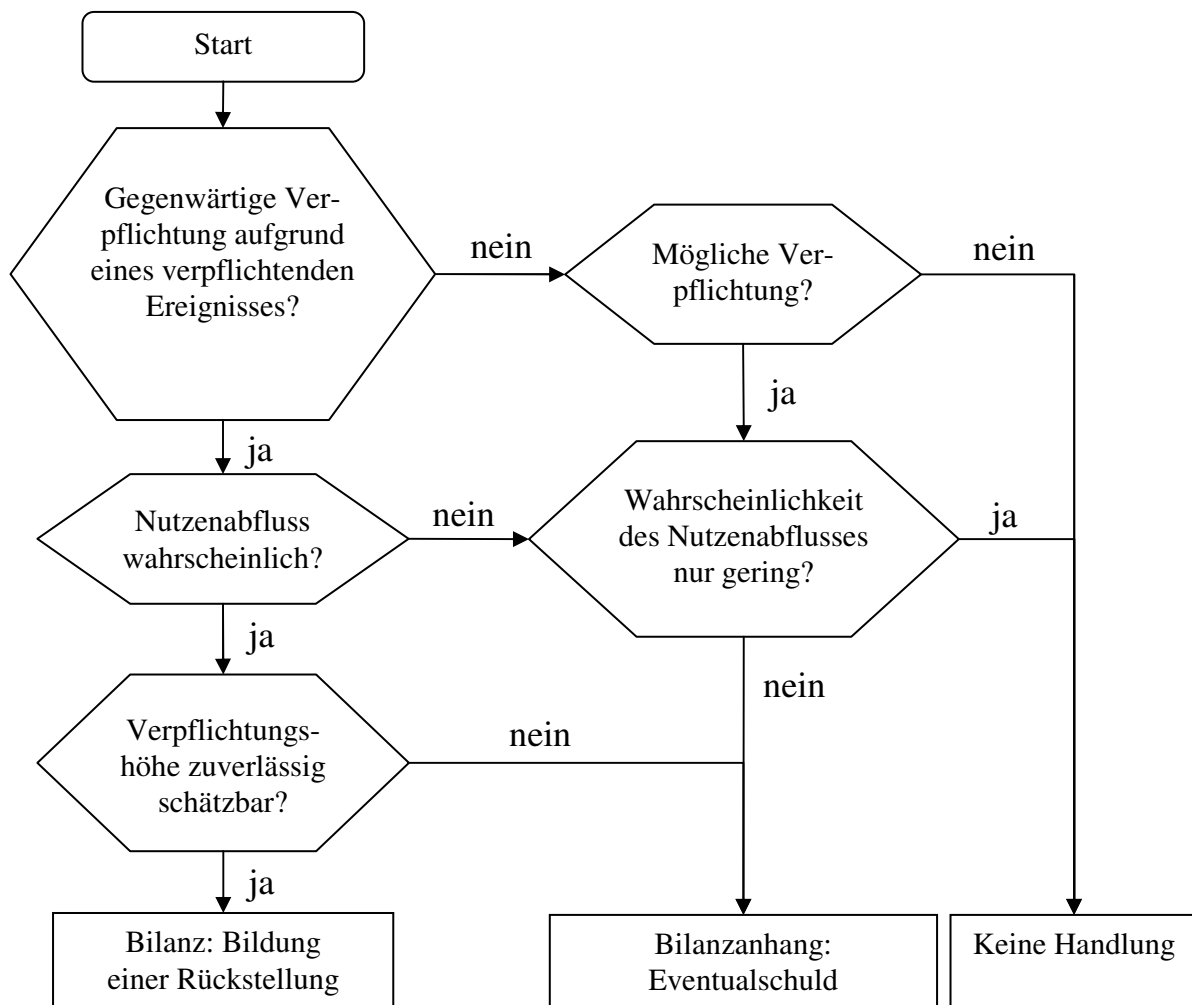 Start
Gegenwärtige Ver-
pflichtung aufgrund
eines verpflichtenden
Ereignisses?
nein
Mögliche Ver-
pflichtung?
nein
ja
ja
Nutzenabfluss
wahrscheinlich?
nein
Wahrscheinlichkeit
des Nutzenabflusses
nur gering?
ja
ja
nein
Verpflichtungs-
höhe zuverlässig
schätzbar?
nein
ja
Bilanz: Bildung
einer Rückstellung
Bilanzanhang:
Eventualschuld
Keine Handlung